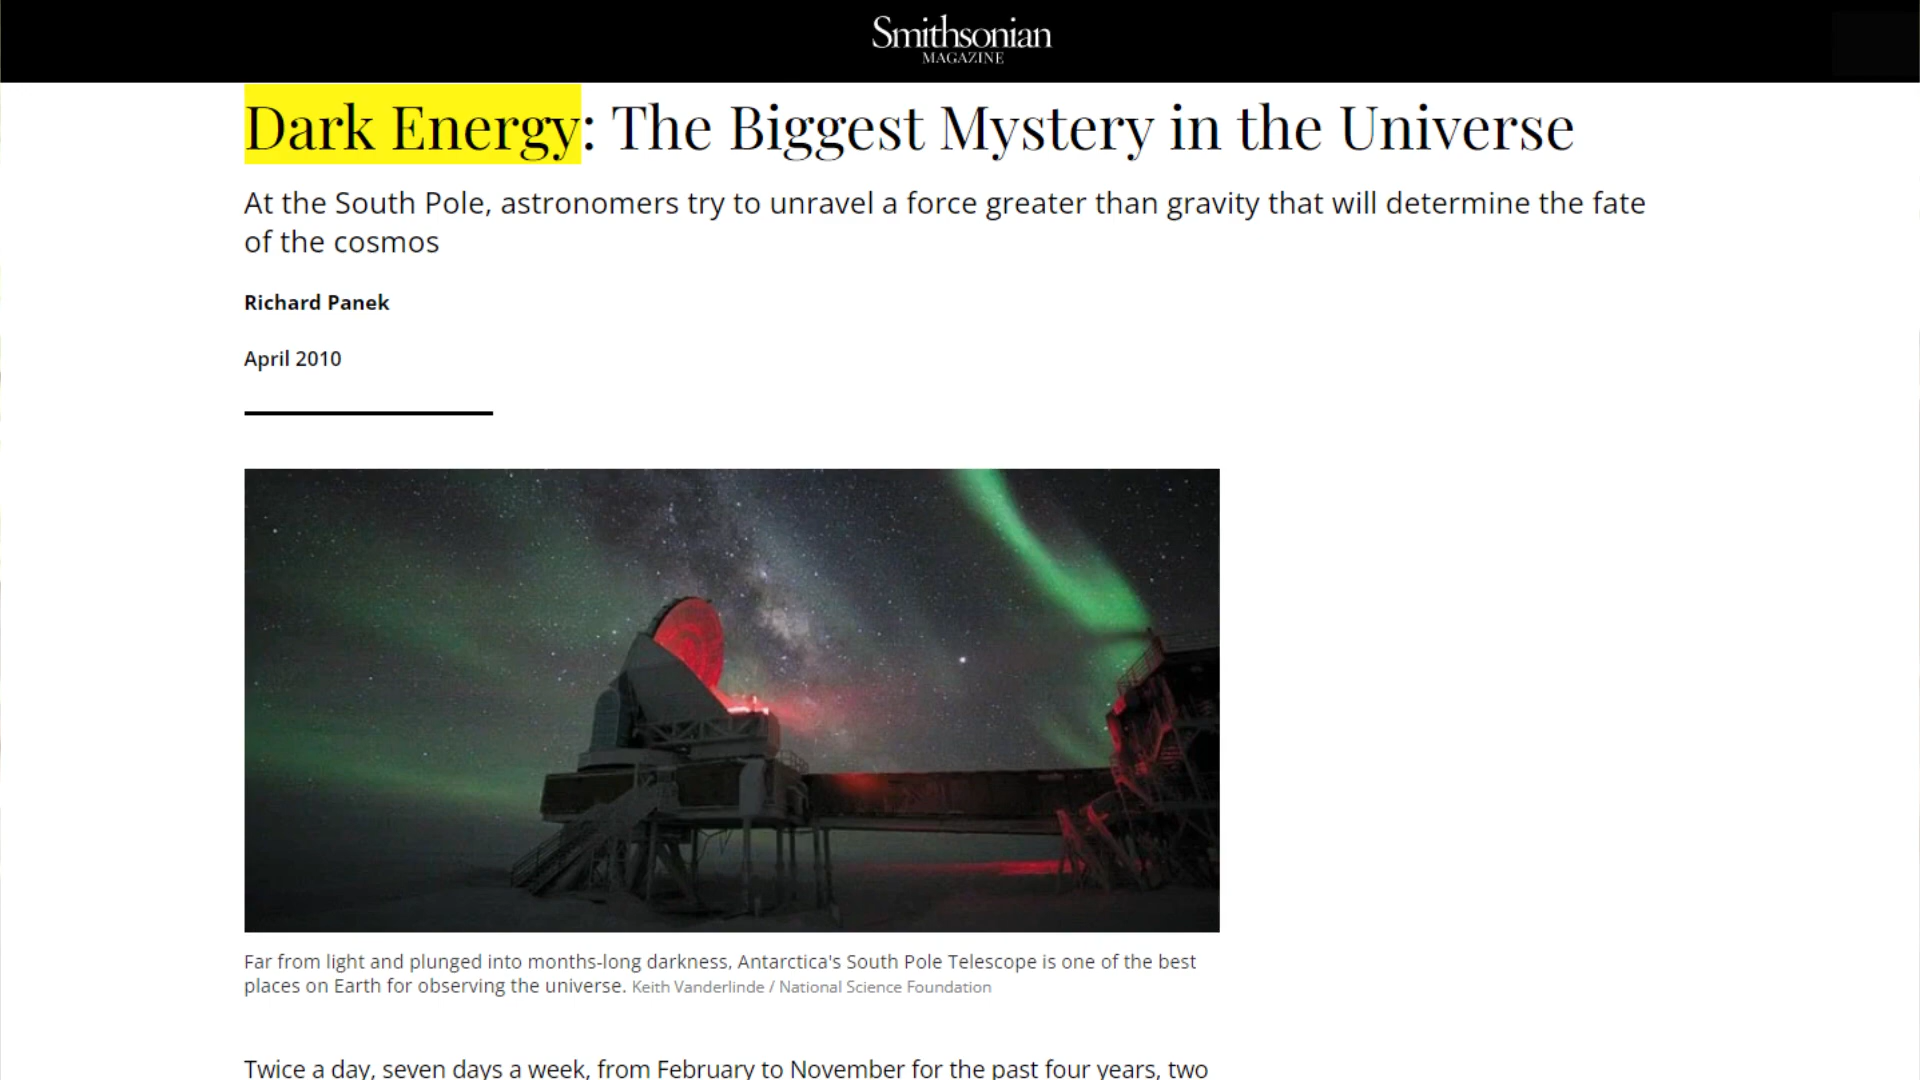 Smithsonian
MAGAZINE
Dark Energy: The Biggest Mystery in the Universe
At the South Pole, astronomers try to unravel a force greater than gravity that will determine the fate
of the cosmos
Richard Panek
April 2010
Far from light and plunged into months-long darkness, Antarctica's South Pole Telescope is one of the best
places on Earth for observing the universe. Keith Vanderlinde / National Science Foundation
Twice a day, seven days a week, from February to November for the past four years, two